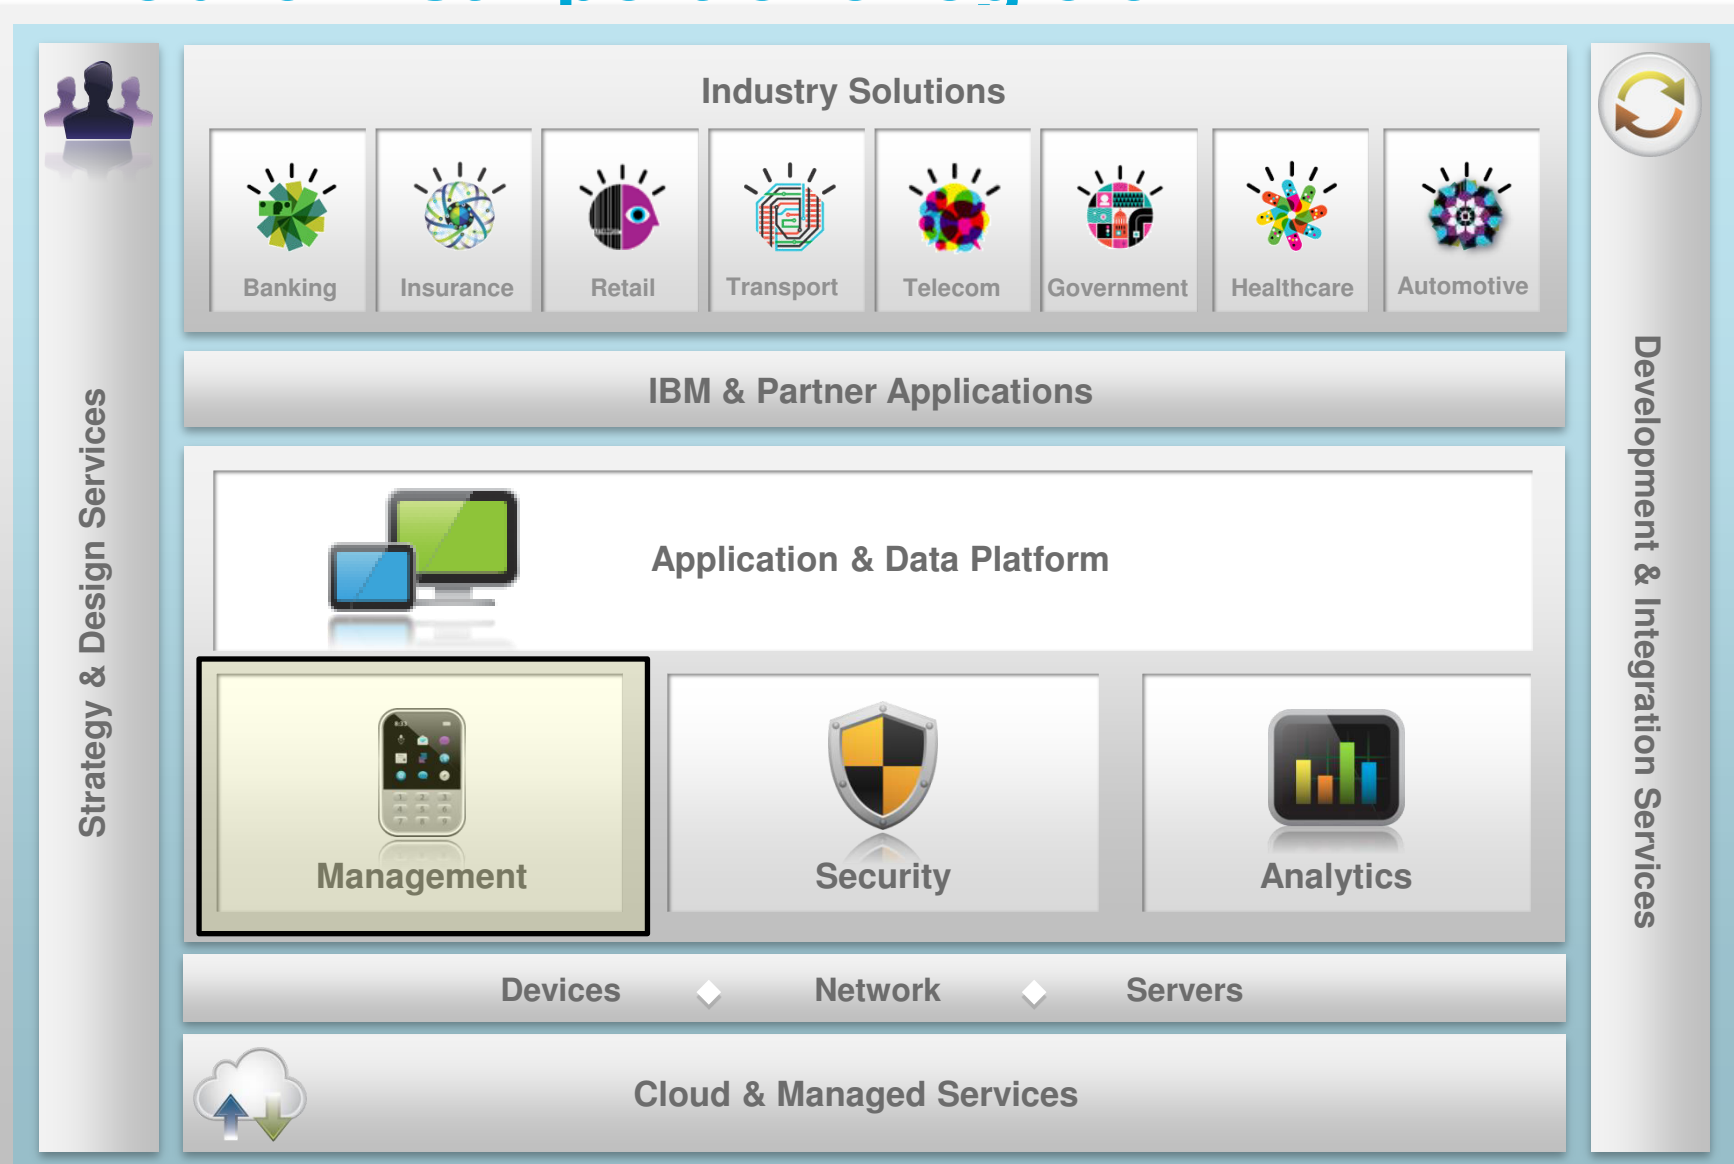 Industry Solutions
Banking
Insurance
Retail
Transport
Telecom
Government
Healthcare
Automotive
IBM & Partner Applications
Strategy & Design Services
Development & Integration Services
Application & Data Platform
Management
Security
Analytics
Devices Network Servers
Cloud & Managed Services